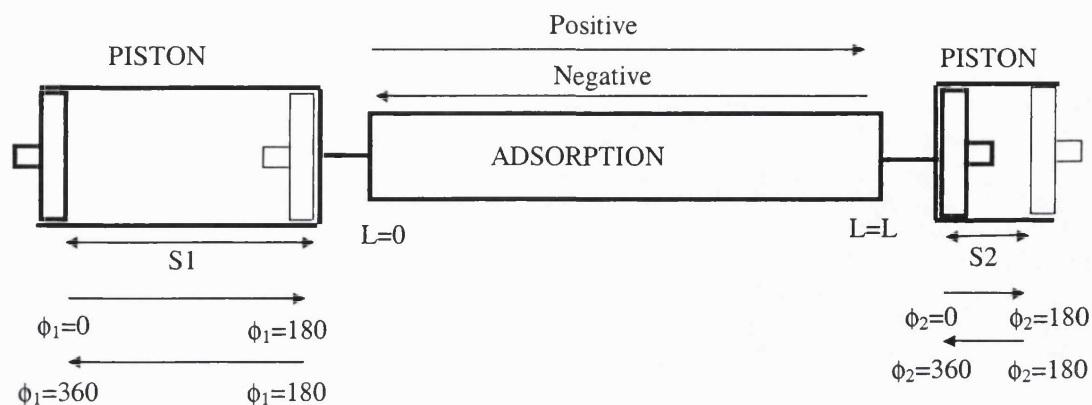 Positive
PISTON
PISTON
Negative
ADSORPTION
L=0
L=L
S1
S2
ϕ₁=0
ϕ₁=180
ϕ₂=0
ϕ₂=180
ϕ₁=360
ϕ₁=180
ϕ₂=360
ϕ₂=180